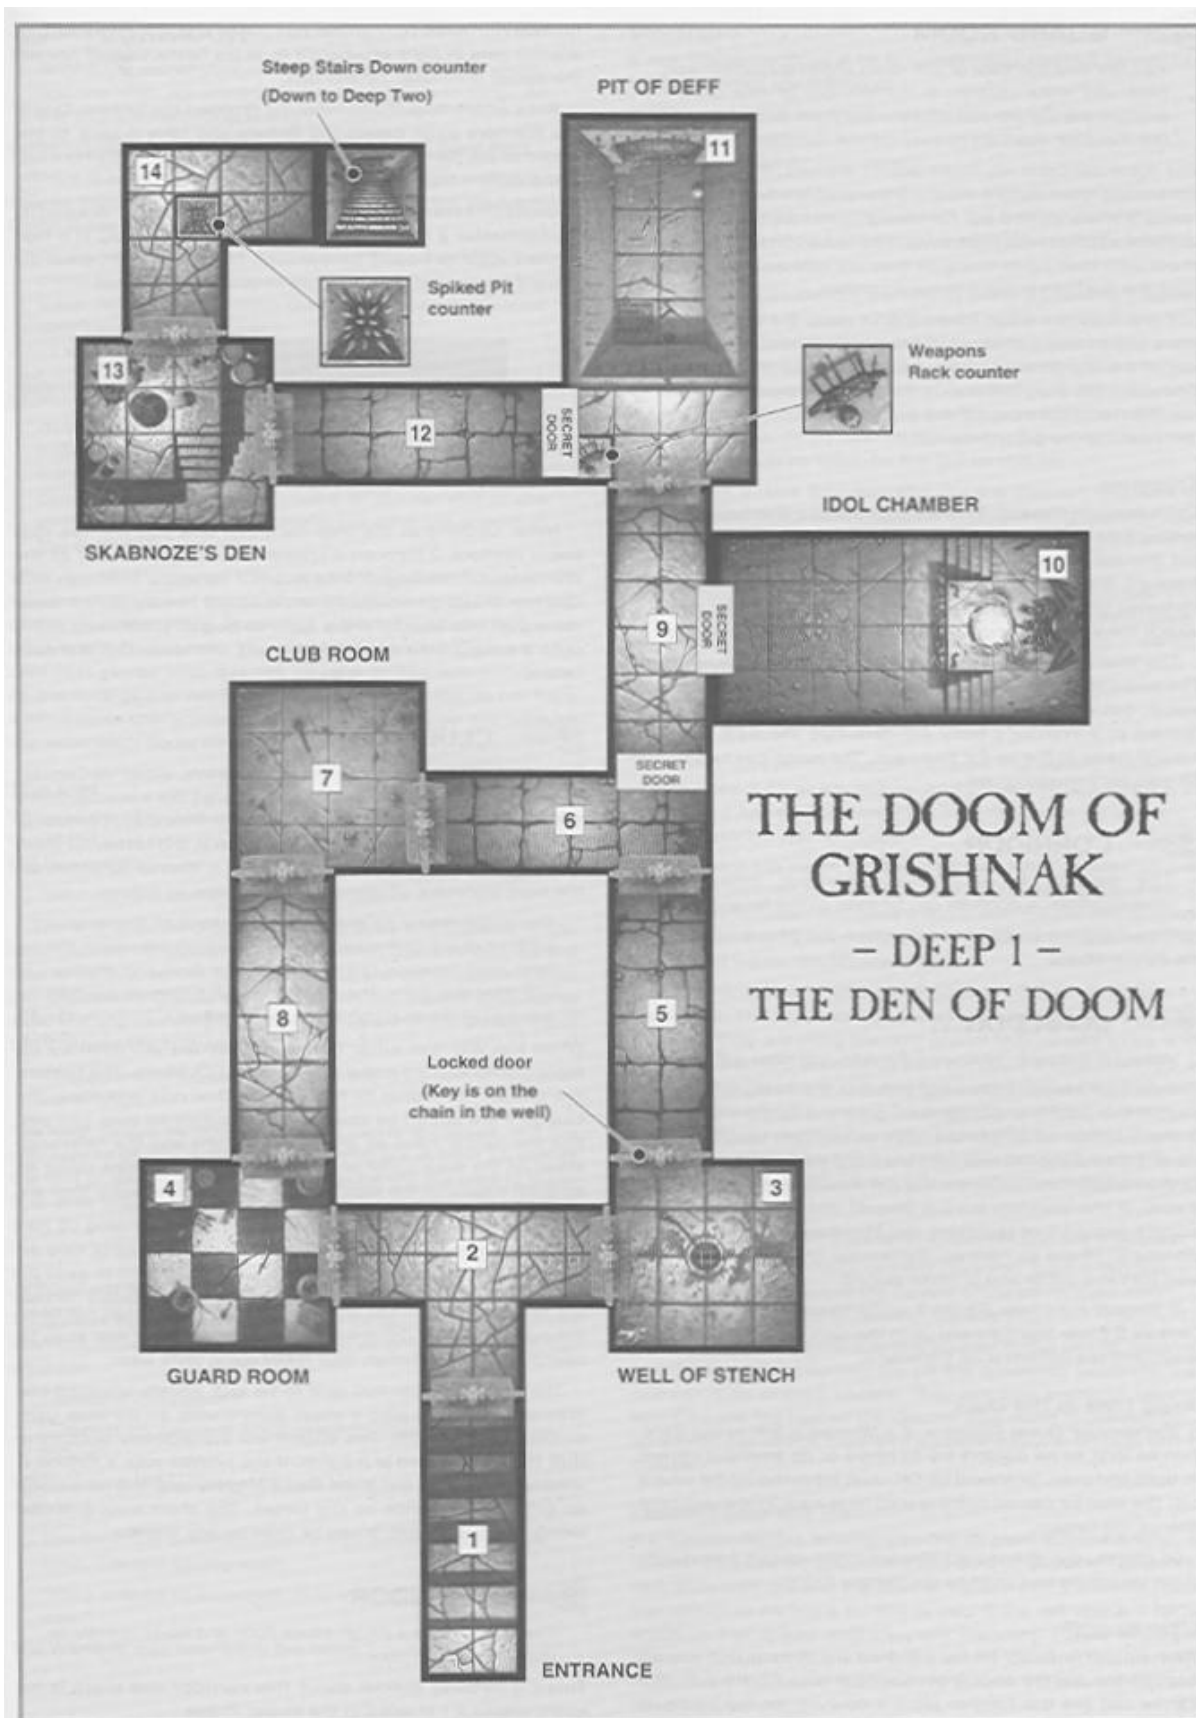 Steep Stairs Down counter
(Down to Deep Two)
PIT OF DEFF
14
11
Spiked Pit
counter
Weapons
Rack counter
13
12
SECRET
DOOR
IDOL CHAMBER
SKABNOZE'S DEN
10
9
SECRET
DOOR
CLUB ROOM
7
SECRET
DOOR
6
THE DOOM OF
GRISHNAK
– DEEP 1 –
THE DEN OF DOOM
8
5
Locked door
(Key is on the
chain in the well)
4
3
2
GUARD ROOM
WELL OF STENCH
1
ENTRANCE